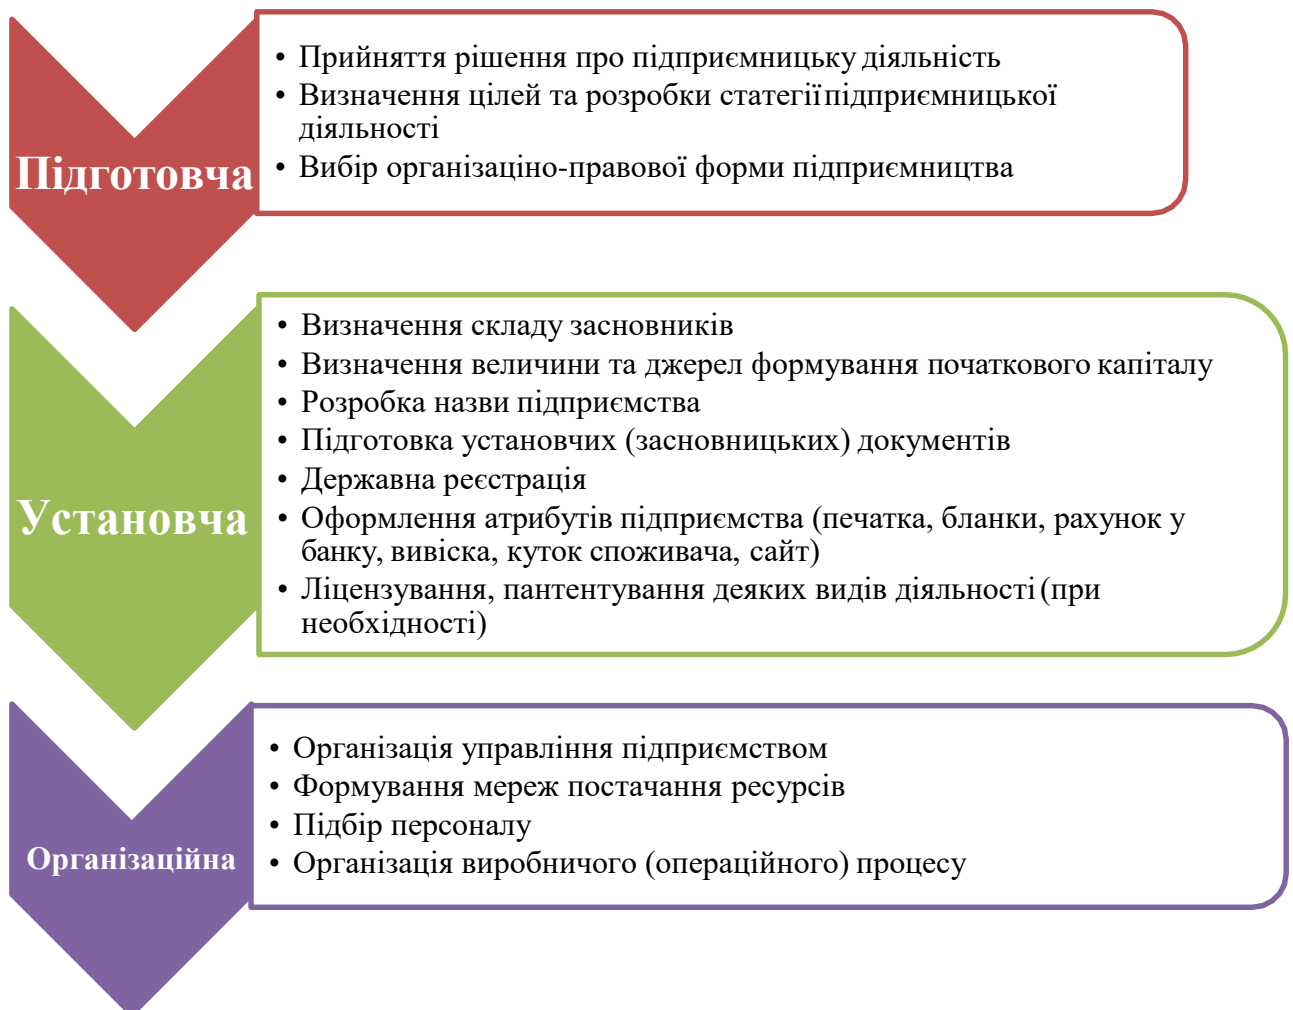 Підготовча
• Прийняття рішення про підприємницьку діяльність
• Визначення цілей та розробки статегії підприємницької
діяльності
• Вибір організаціно-правової форми підприємництва
Установча
• Визначення складу засновників
• Визначення величини та джерел формування початкового капіталу
• Розробка назви підприємства
• Підготовка установчих (засновницьких) документів
• Державна реєстрація
• Оформлення атрибутів підприємства (печатка, бланки, рахунок у
банку, вивіска, куток споживача, сайт)
• Ліцензування, пантентування деяких видів діяльності (при
необхідності)
Організаційна
• Організація управління підприємством
• Формування мереж постачання ресурсів
• Підбір персоналу
• Організація виробничого (операційного) процесу